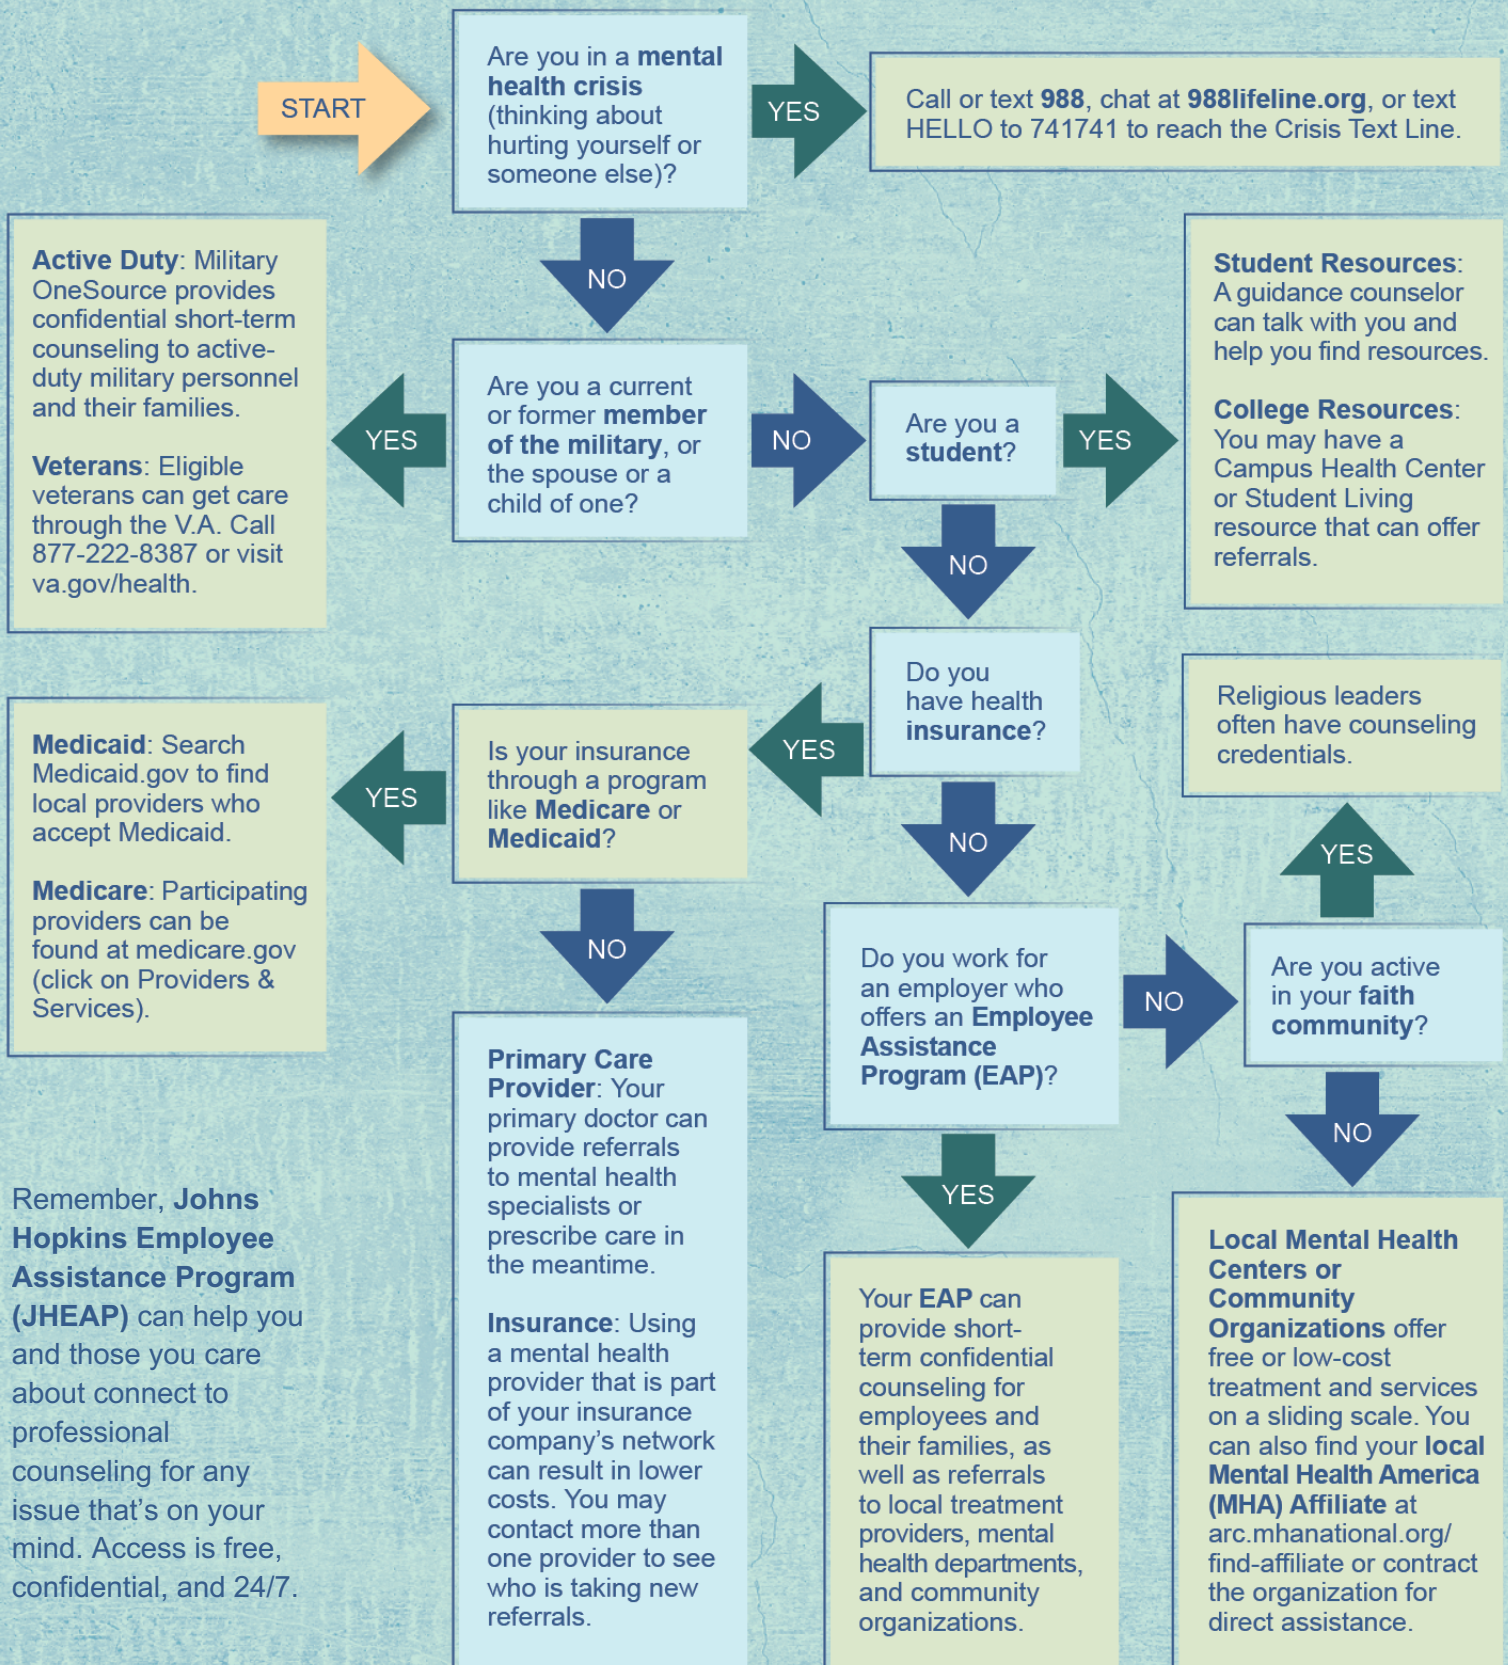 START
Are you in a mental
health crisis
(thinking about
hurting yourself or
someone else)?
YES
Call or text 988, chat at 988lifeline.org, or text
HELLO to 741741 to reach the Crisis Text Line.
NO
Active Duty: Military
OneSource provides
confidential short-term
counseling to active-
duty military personnel
and their families.
Veterans: Eligible
veterans can get care
through the V.A. Call
877-222-8387 or visit
va.gov/health.
YES
Are you a current
or former member
of the military, or
the spouse or a
child of one?
NO
Are you a
student?
YES
Student Resources:
A guidance counselor
can talk with you and
help you find resources.
College Resources:
You may have a
Campus Health Center
or Student Living
resource that can offer
referrals.
NO
Do you
have health
insurance?
YES
Is your insurance
through a program
like Medicare or
Medicaid?
YES
Medicaid: Search
Medicaid.gov to find
local providers who
accept Medicaid.
Medicare: Participating
providers can be
found at medicare.gov
(click on Providers &
Services).
NO
Primary Care
Provider: Your
primary doctor can
provide referrals
to mental health
specialists or
prescribe care in
the meantime.
Insurance: Using
a mental health
provider that is part
of your insurance
company's network
can result in lower
costs. You may
contact more than
one provider to see
who is taking new
referrals.
NO
Do you work for
an employer who
offers an Employee
Assistance
Program (EAP)?
YES
Your EAP can
provide short-
term confidential
counseling for
employees and
their families, as
well as referrals
to local treatment
providers, mental
health departments,
and community
organizations.
NO
Are you active
in your faith
community?
YES
Religious leaders
often have counseling
credentials.
NO
Local Mental Health
Centers or
Community
Organizations offer
free or low-cost
treatment and services
on a sliding scale. You
can also find your local
Mental Health America
(MHA) Affiliate at
arc.mhanational.org/
find-affiliate or contract
the organization for
direct assistance.
Remember, Johns
Hopkins Employee
Assistance Program
(JHEAP) can help you
and those you care
about connect to
professional
counseling for any
issue that's on your
mind. Access is free,
confidential, and 24/7.